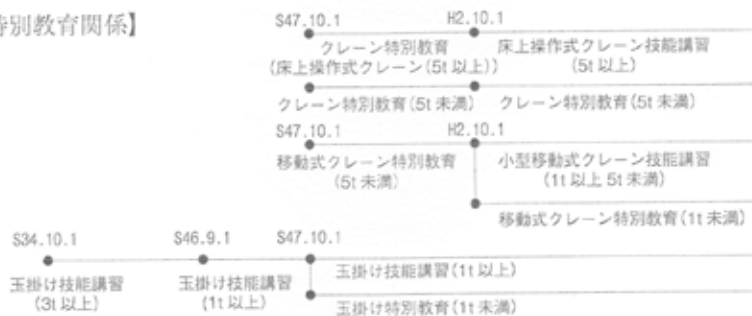 特別教育関係】
S47.10.1 H2.10.1
クレーン特別教育 床上操作式クレーン技能講習
(床上操作式クレーン(5t以上)) (5t以上)
クレーン特別教育(5t未満) クレーン特別教育(5t未満)
S47.10.1 H2.10.1
移動式クレーン特別教育 小型移動式クレーン技能講習
(5t未満) (1t以上5t未満)
移動式クレーン特別教育(1t未満)
S34.10.1 S46.9.1 S47.10.1
玉掛け技能講習 玉掛け技能講習 玉掛け技能講習(1t以上)
(3t以上) (1t以上)
玉掛け特別教育(1t未満)